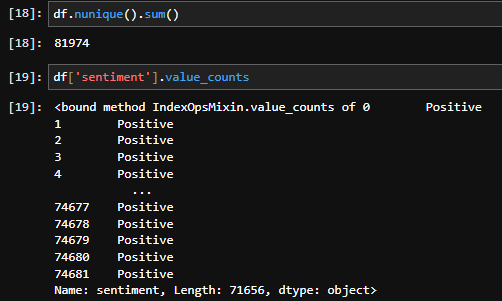 [18]: df.nunique().sum()
[18]: 81974
[19]: df['sentiment'].value_counts
[19]: <bound method IndexOpsMixin.value_counts of 0        Positive
1        Positive
2        Positive
3        Positive
4        Positive
...
74677    Positive
74678    Positive
74679    Positive
74680    Positive
74681    Positive
Name: sentiment, Length: 71656, dtype: object>